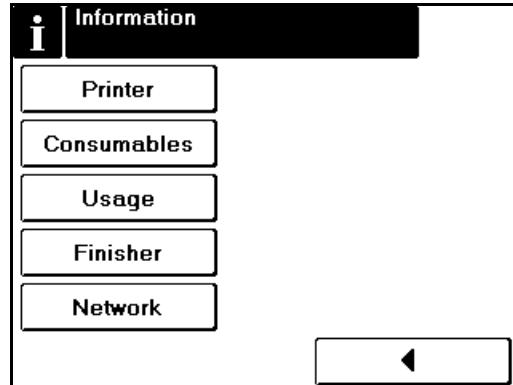 i Information
Printer
Consumables
Usage
Finisher
Network